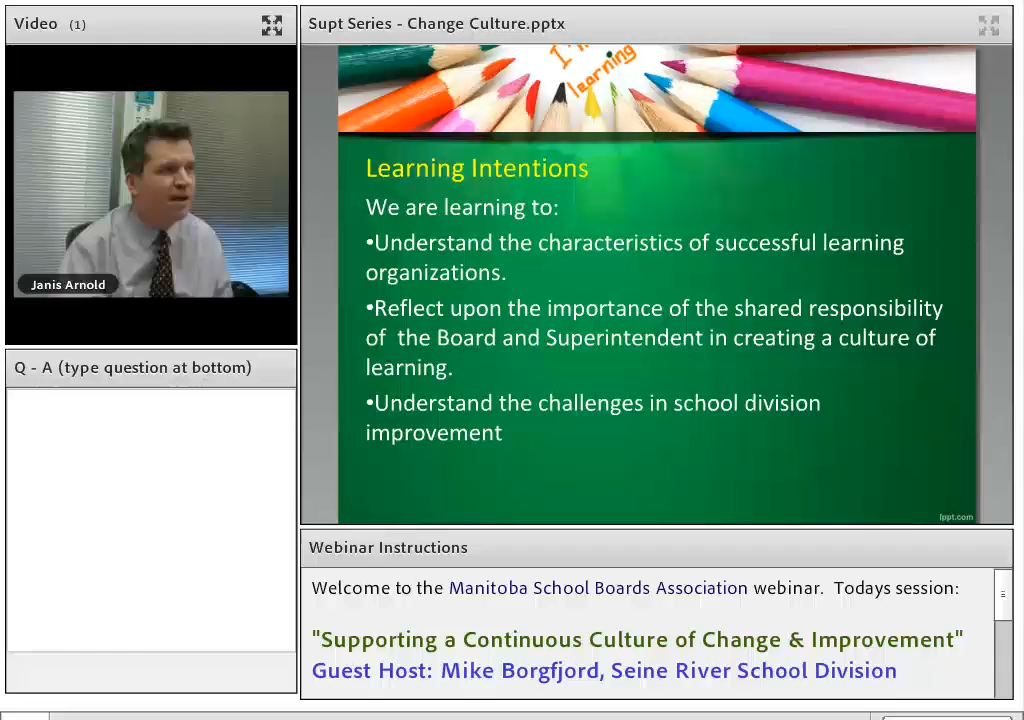 Video (1)
Janis Arnold
Q - A (type question at bottom)
Supt Series - Change Culture.pptx
learning
Learning Intentions
We are learning to:
•Understand the characteristics of successful learning
organizations.
•Reflect upon the importance of the shared responsibility
of the Board and Superintendent in creating a culture of
learning.
•Understand the challenges in school division
improvement
fppt.com
Webinar Instructions
Welcome to the Manitoba School Boards Association webinar. Todays session:
"Supporting a Continuous Culture of Change & Improvement"
Guest Host: Mike Borgfjord, Seine River School Division